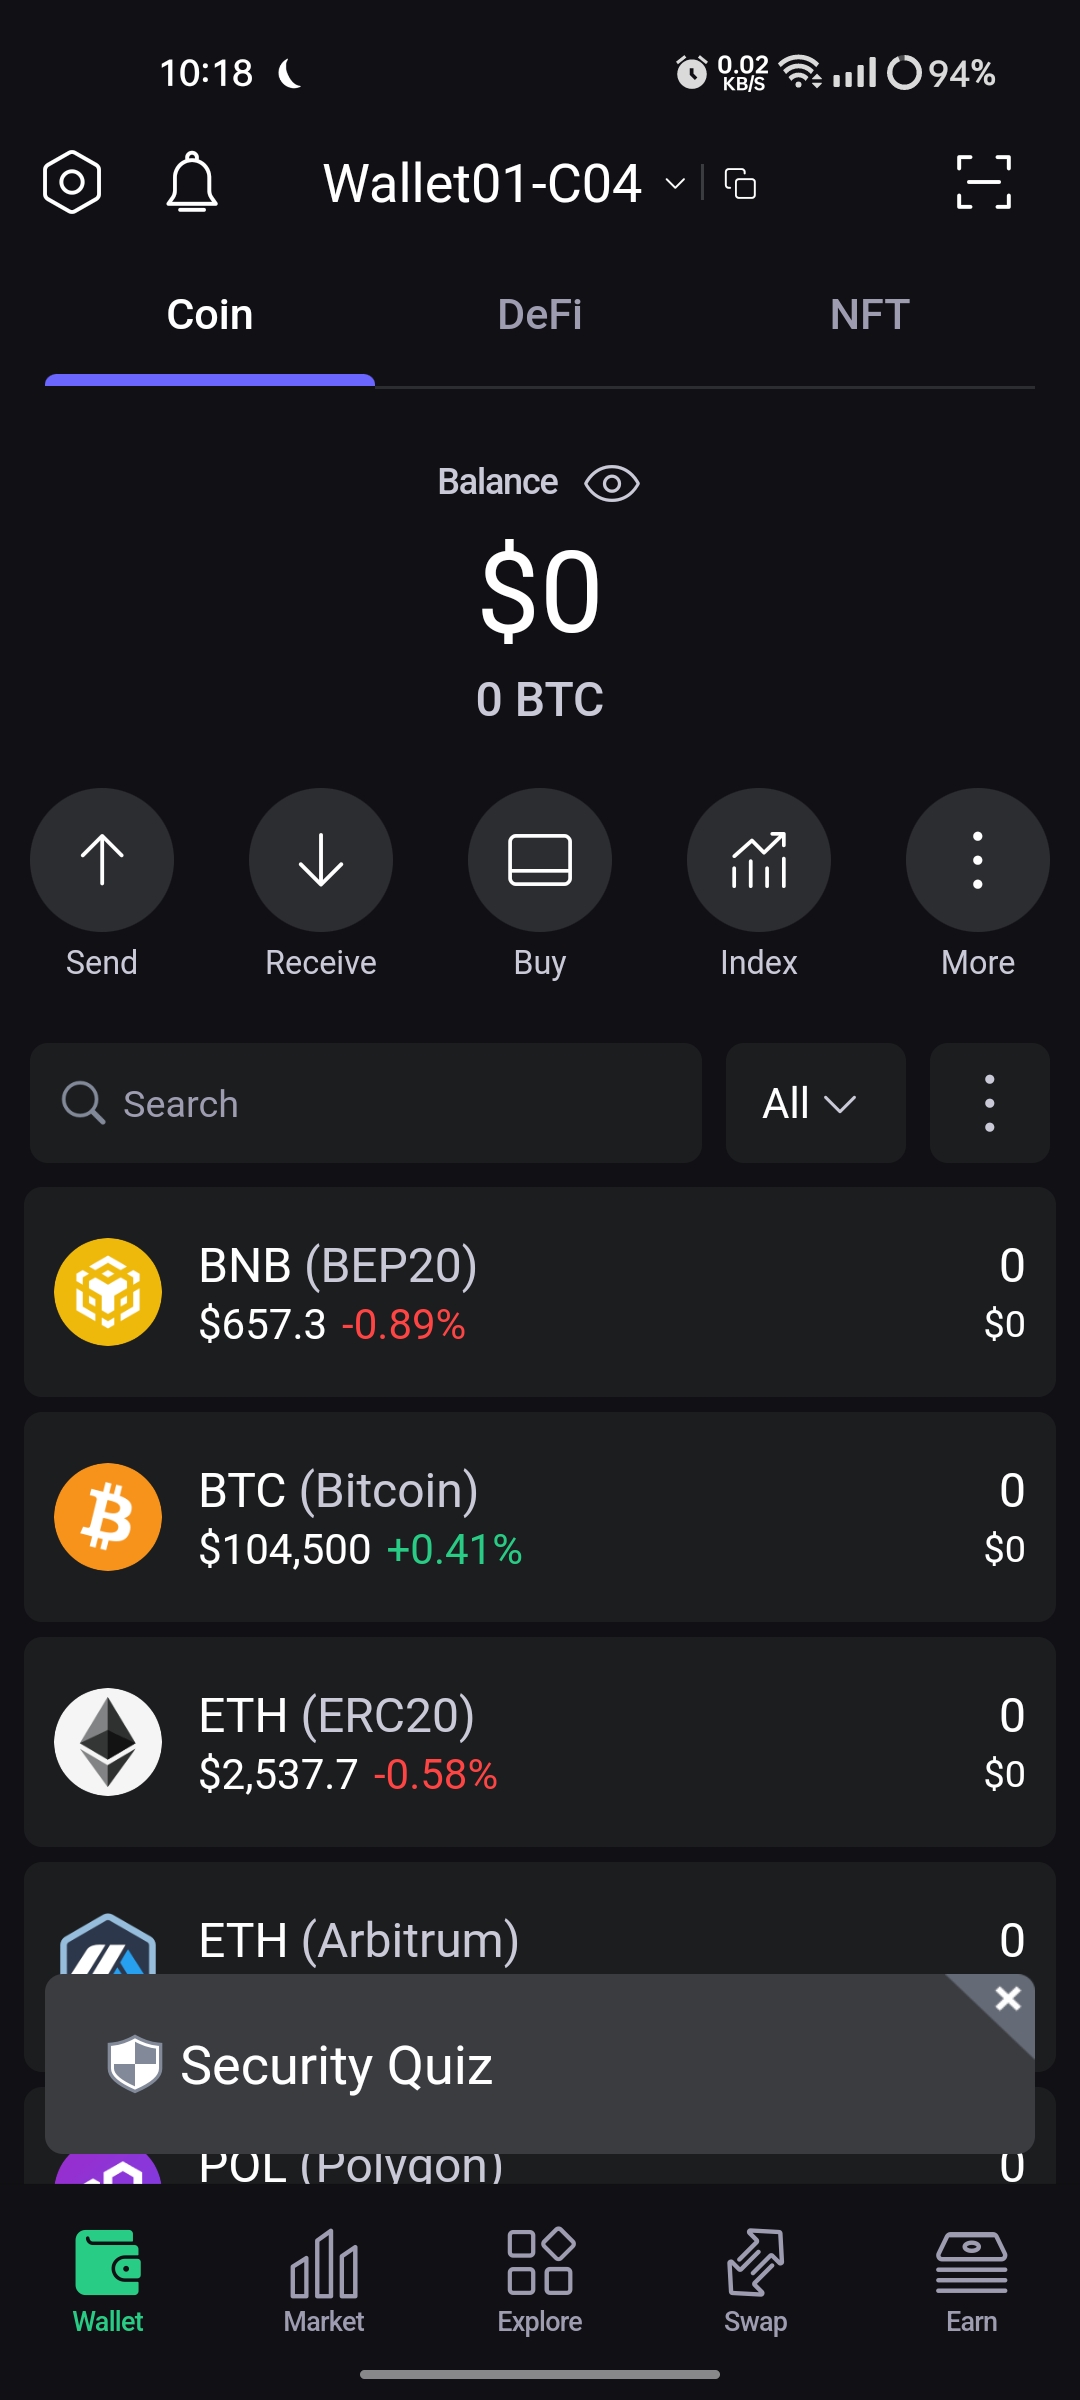 10:18
0.02 KB/S 94%
Wallet01-C04
Coin DeFi NFT
Balance
$0
0 BTC
Send Receive Buy Index More
Search All
BNB (BEP20) 0
$657.3 -0.89% $0
BTC (Bitcoin) 0
$104,500 +0.41% $0
ETH (ERC20) 0
$2,537.7 -0.58% $0
ETH (Arbitrum) 0
Security Quiz
POL (Polygon) 0
Wallet Market Explore Swap Earn